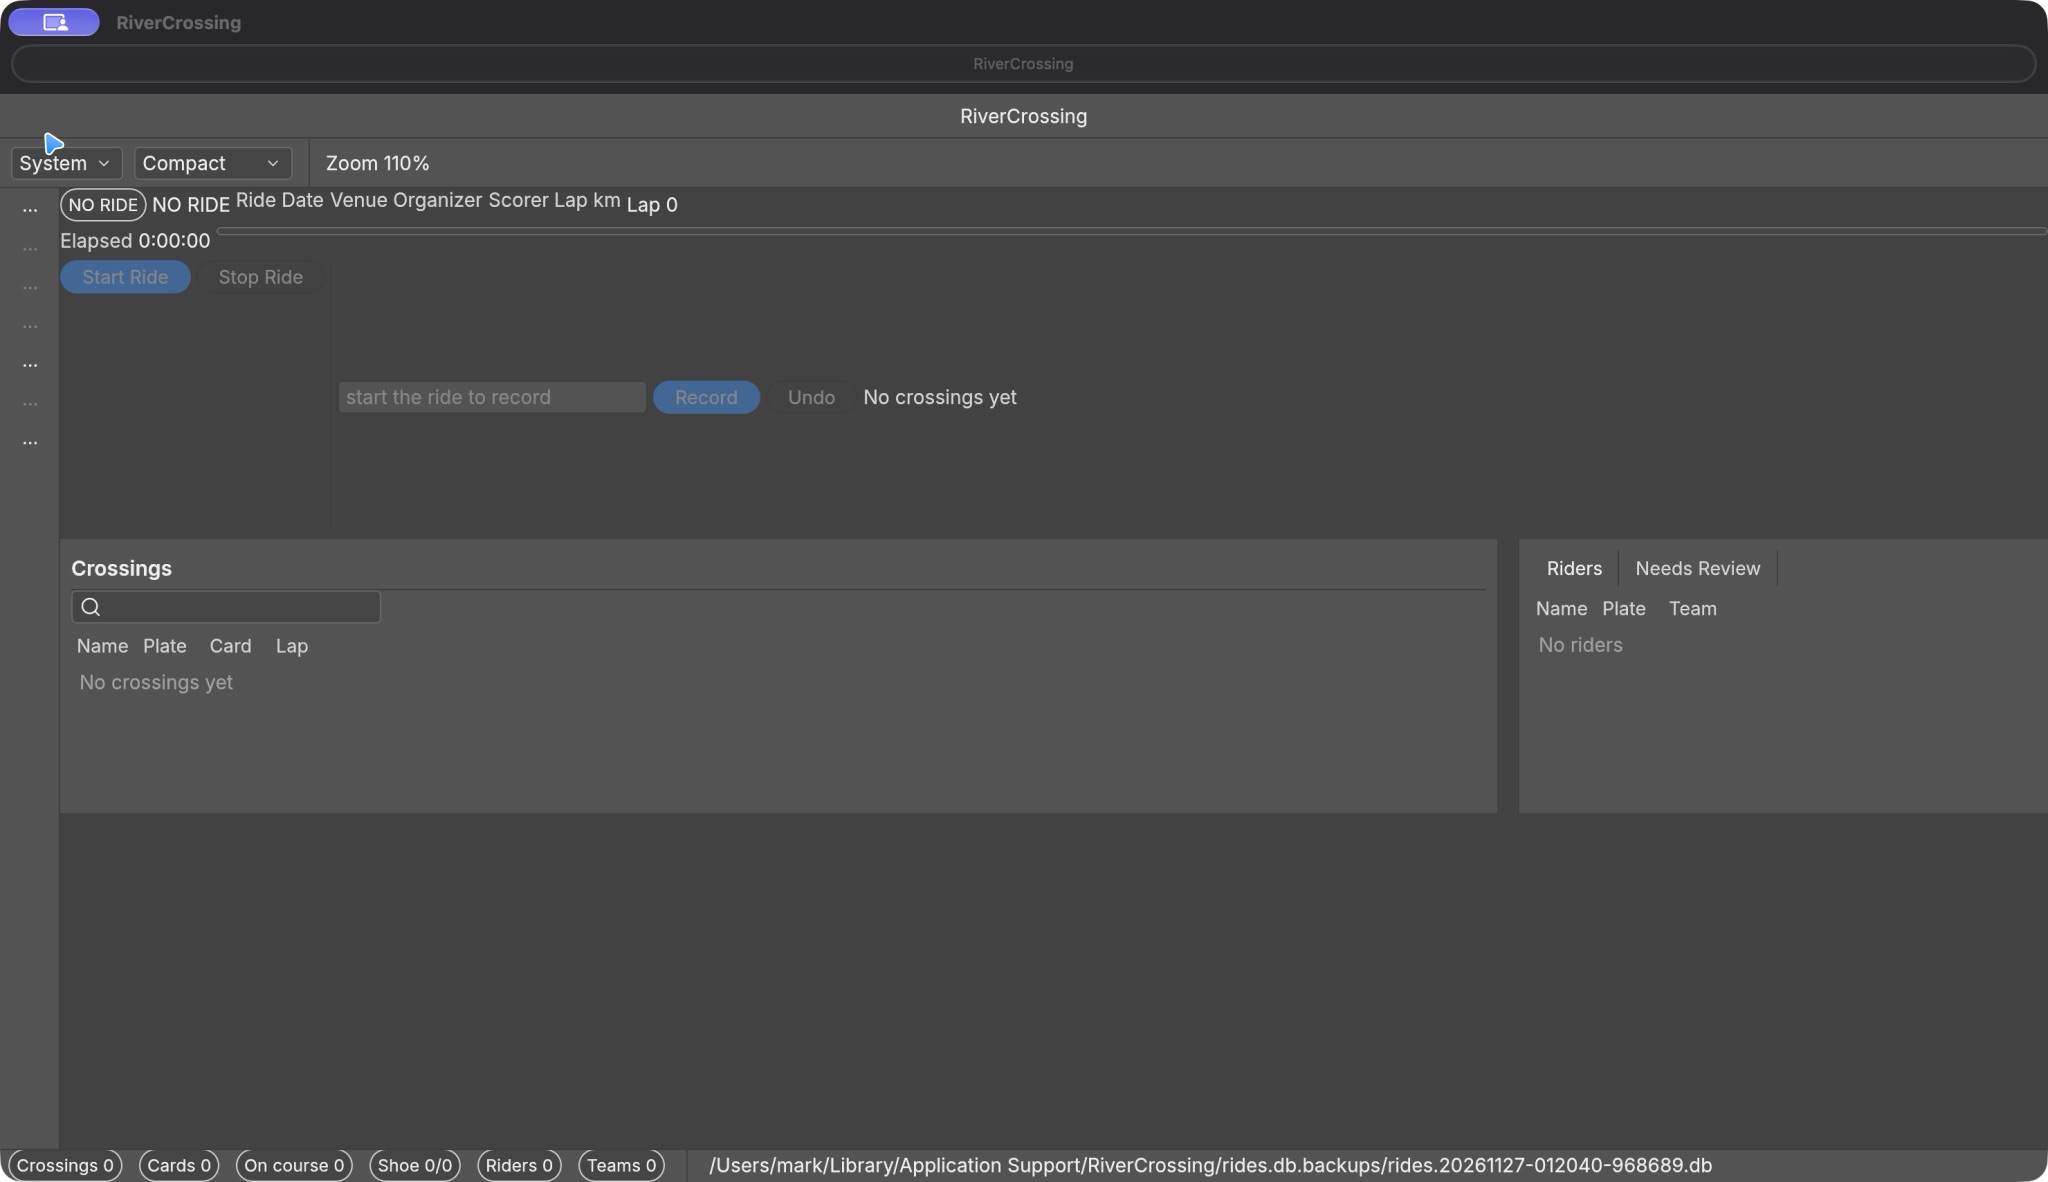 RiverCrossing
RiverCrossing
RiverCrossing
System Compact Zoom 110%
... NO RIDE NO RIDE Ride Date Venue Organizer Scorer Lap km Lap 0
Elapsed 0:00:00
...
... Start Ride Stop Ride
...
...
... start the ride to record Record Undo No crossings yet
...
Crossings Riders Needs Review
Name Plate Team
Name Plate Card Lap No riders
No crossings yet
Crossings 0 Cards 0 On course 0 Shoe 0/0 Riders 0 Teams 0 /Users/mark/Library/Application Support/RiverCrossing/rides.db.backups/rides.20261127-012040-968689.db